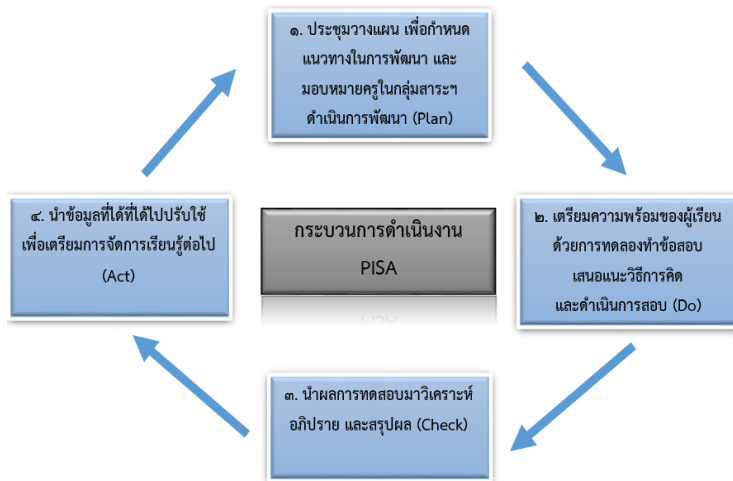 ๑. ประชุมวางแผน เพื่อกำหนด
แนวทางในการพัฒนา และ
มอบหมายครูในกลุ่มสาระฯ
ดำเนินการพัฒนา (Plan)
๒. เตรียมความพร้อมของผู้เรียน
ด้วยการทดลองทำข้อสอบ
เสนอแนะวิธีการคิด
และดำเนินการสอบ (Do)
๓. นำผลการทดสอบมาวิเคราะห์
อภิปราย และสรุปผล (Check)
๔. นำข้อมูลที่ได้ที่ได้ไปปรับใช้
เพื่อเตรียมการจัดการเรียนรู้ต่อไป
(Act)
กระบวนการดำเนินงาน
PISA